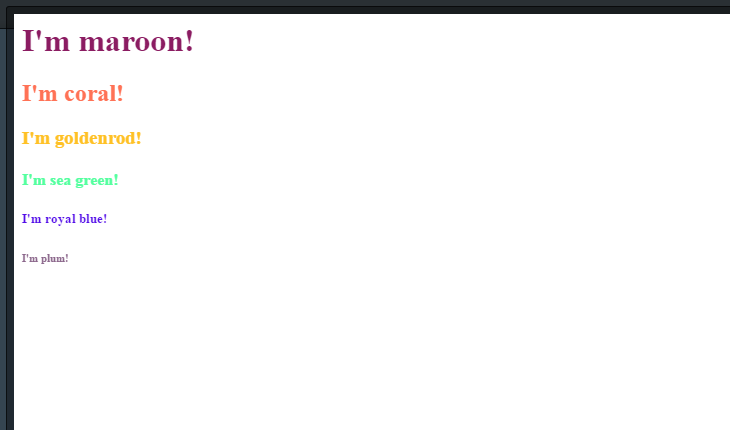 I'm maroon!
I'm coral!
I'm goldenrod!
I'm sea green!
I'm royal blue!
I'm plum!